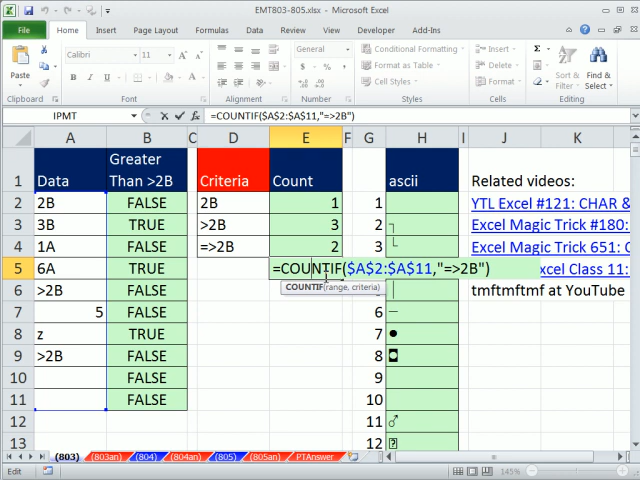 EMT803-805.xlsx - Microsoft Excel
File Home Insert Page Layout Formulas Data Review View Developer Add-Ins
Paste
Calibri 11
General
Conditional Formatting
Format as Table
Cell Styles
Insert
Delete
Format
Sort & Filter
Find & Select
Clipboard Font Alignment Number Styles Cells Editing
IPMT =COUNTIF($A$2:$A$11,"=>2B")
A B C D E F G H I J K
1 Data Greater Than >2B Criteria Count ascii Related videos:
2 2B FALSE 2B 1 1 YTL Excel #121: CHAR &
3 3B TRUE >2B 3 2 ┐ Excel Magic Trick #180:
4 1A FALSE =>2B 2 3 └ Excel Magic Trick 651: C
5 6A TRUE =COUNTIF($A$2:$A$11,"=>2B") xcel Class 11:
COUNTIF(range, criteria)
6 >2B FALSE │ tmftmftmf at YouTube
7 5 FALSE 6 ─
8 z TRUE 7 ●
9 >2B FALSE 8 ◘
10 FALSE 9
11 FALSE 10
12 11 ♂
13 12
(803) (803an) (804) (804an) (805) (805an) PTAnswer
Edit 145%